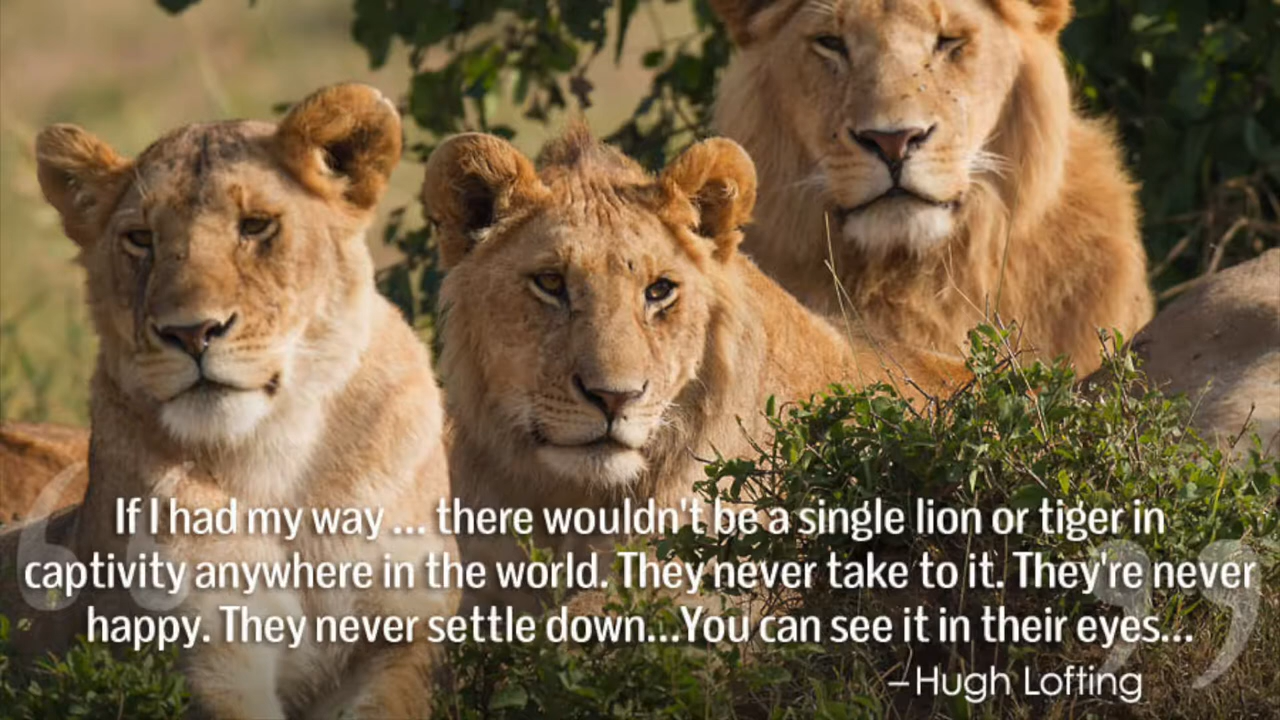 If I had my way ... there wouldn't be a single lion or tiger in
captivity anywhere in the world. They never take to it. They're never
happy. They never settle down...You can see it in their eyes...
–Hugh Lofting